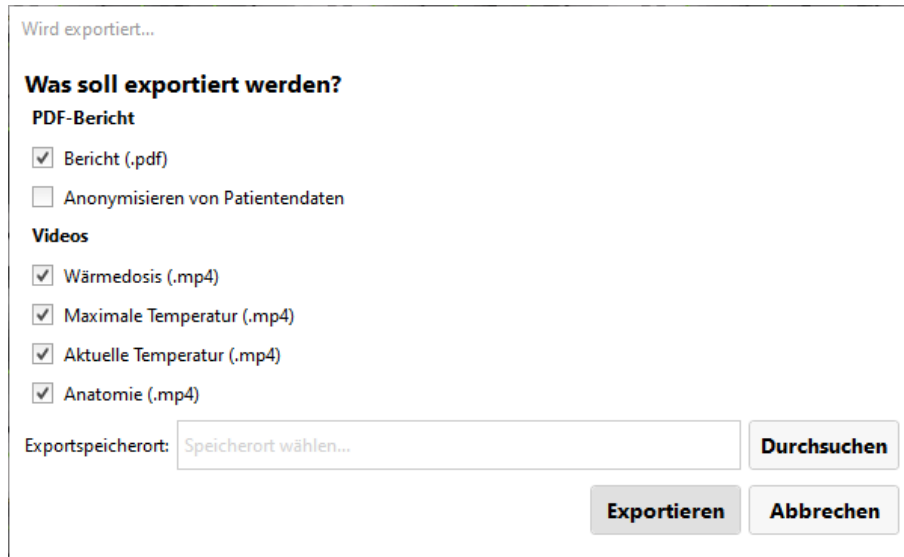 Wird exportiert...
Was soll exportiert werden?
PDF-Bericht
Bericht (.pdf)
Anonymisieren von Patientendaten
Videos
Wärmedosis (.mp4)
Maximale Temperatur (.mp4)
Aktuelle Temperatur (.mp4)
Anatomie (.mp4)
Exportspeicherort: Speicherort wählen... Durchsuchen
Exportieren Abbrechen